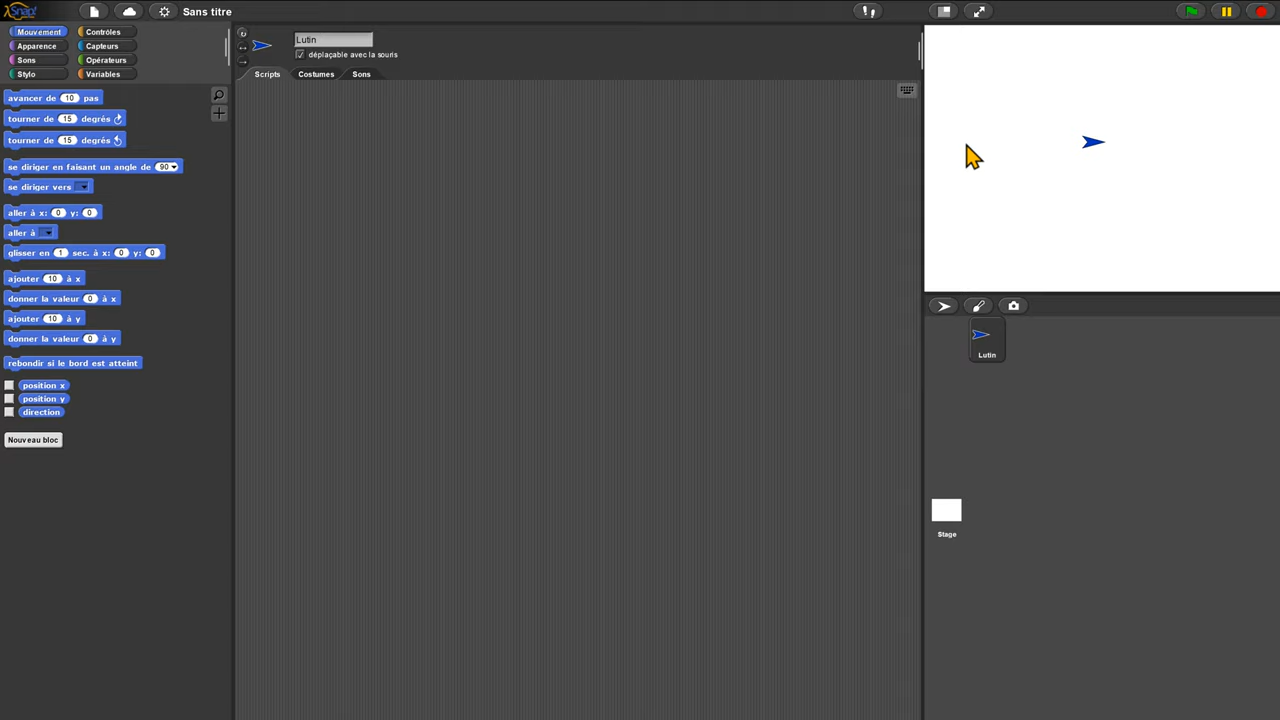 Snap!
Sans titre
Mouvement
Contrôles
Apparence
Capteurs
Sons
Opérateurs
Stylo
Variables
avancer de 10 pas
tourner de 15 degrés
tourner de 15 degrés
se diriger en faisant un angle de 90
se diriger vers
aller à x: 0 y: 0
aller à
glisser en 1 sec. à x: 0 y: 0
ajouter 10 à x
donner la valeur 0 à x
ajouter 10 à y
donner la valeur 0 à y
rebondir si le bord est atteint
position x
position y
direction
Nouveau bloc
Lutin
déplaçable avec la souris
Scripts
Costumes
Sons
Lutin
Stage